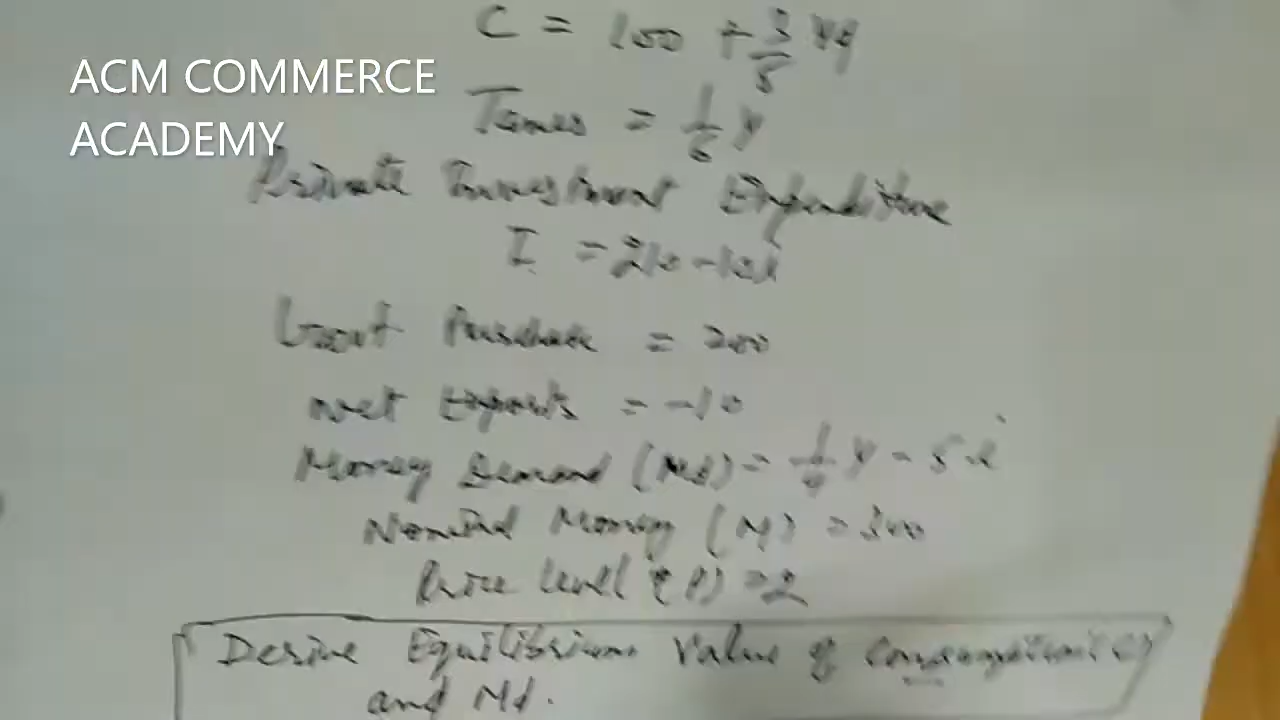 C = 100 + 3/5 Yd
ACM COMMERCE
ACADEMY
Taxes = 1/6 Y
Private Investment Expenditure
I = 210 - 10i
Govt Purchase = 200
Net Exports = -10
Money Demand (Md) = 1/4 Y - 5i
Nominal Money (M) = 300
Price level (P) = 2
Derive Equilibrium Value of Consumption (C)
and Md.